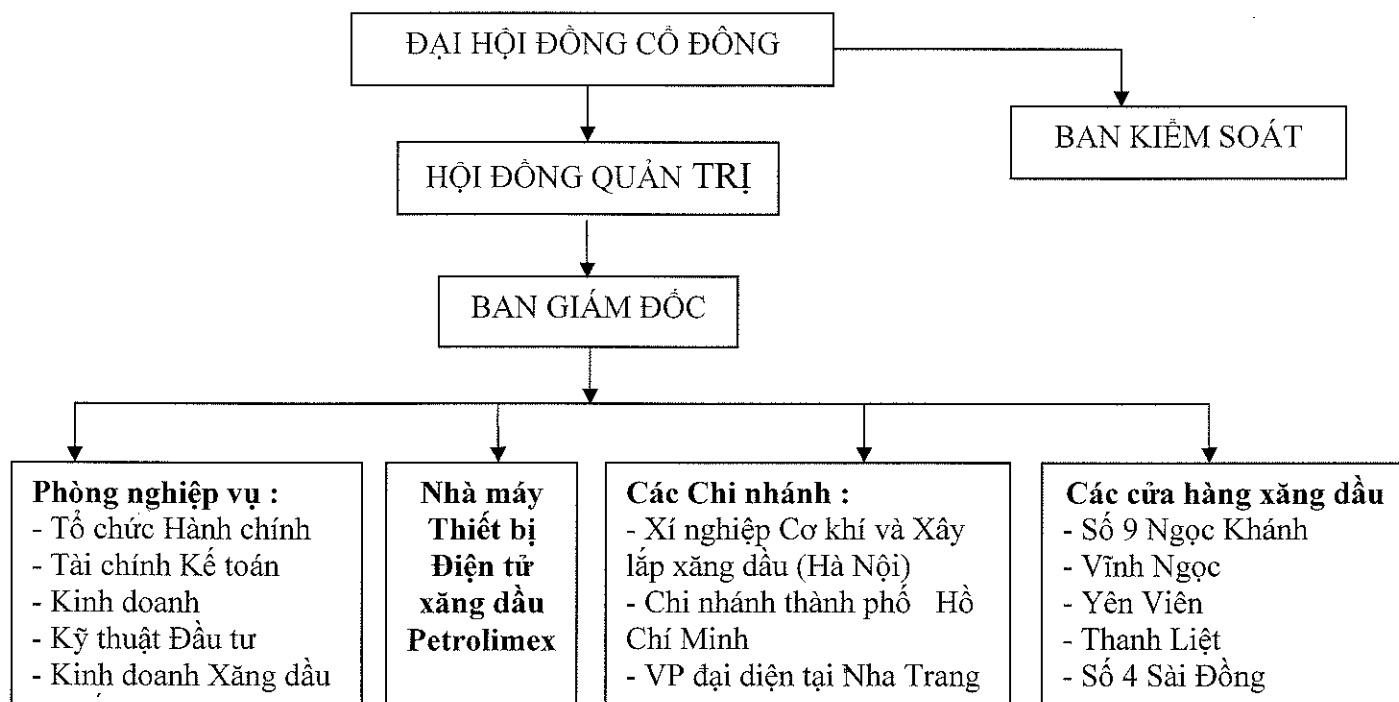 ĐẠI HỘI ĐỒNG CỔ ĐÔNG
BAN KIỂM SOÁT
HỘI ĐỒNG QUẢN TRỊ
BAN GIÁM ĐỐC
Phòng nghiệp vụ :
- Tổ chức Hành chính
- Tài chính Kế toán
- Kinh doanh
- Kỹ thuật Đầu tư
- Kinh doanh Xăng dầu
Nhà máy
Thiết bị
Điện tử
xăng dầu
Petrolimex
Các Chi nhánh :
- Xí nghiệp Cơ khí và Xây
lắp xăng dầu (Hà Nội)
- Chi nhánh thành phố Hồ
Chí Minh
- VP đại diện tại Nha Trang
Các cửa hàng xăng dầu
- Số 9 Ngọc Khánh
- Vĩnh Ngọc
- Yên Viên
- Thanh Liệt
- Số 4 Sài Đồng